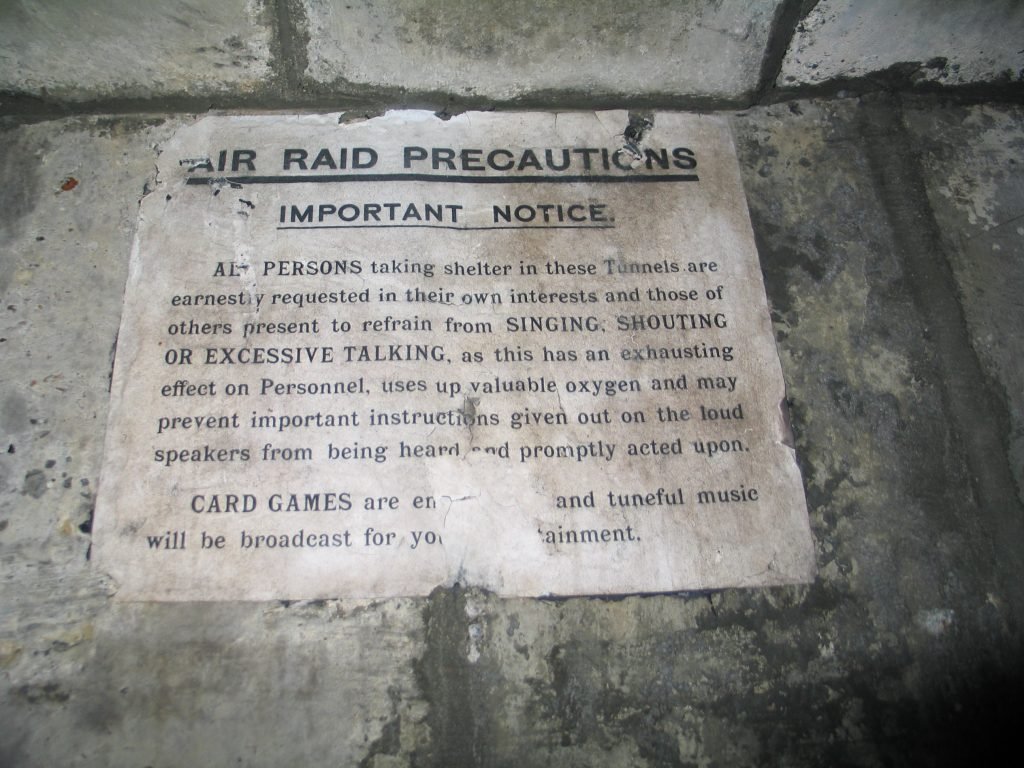 AIR RAID PRECAUTIONS
IMPORTANT NOTICE.
ALL PERSONS taking shelter in these Tunnels are
earnestly requested in their own interests and those of
others present to refrain from SINGING, SHOUTING
OR EXCESSIVE TALKING, as this has an exhausting
effect on Personnel, uses up valuable oxygen and may
prevent important instructions given out on the loud
speakers from being heard and promptly acted upon.
CARD GAMES are and tuneful music
will be broadcast for